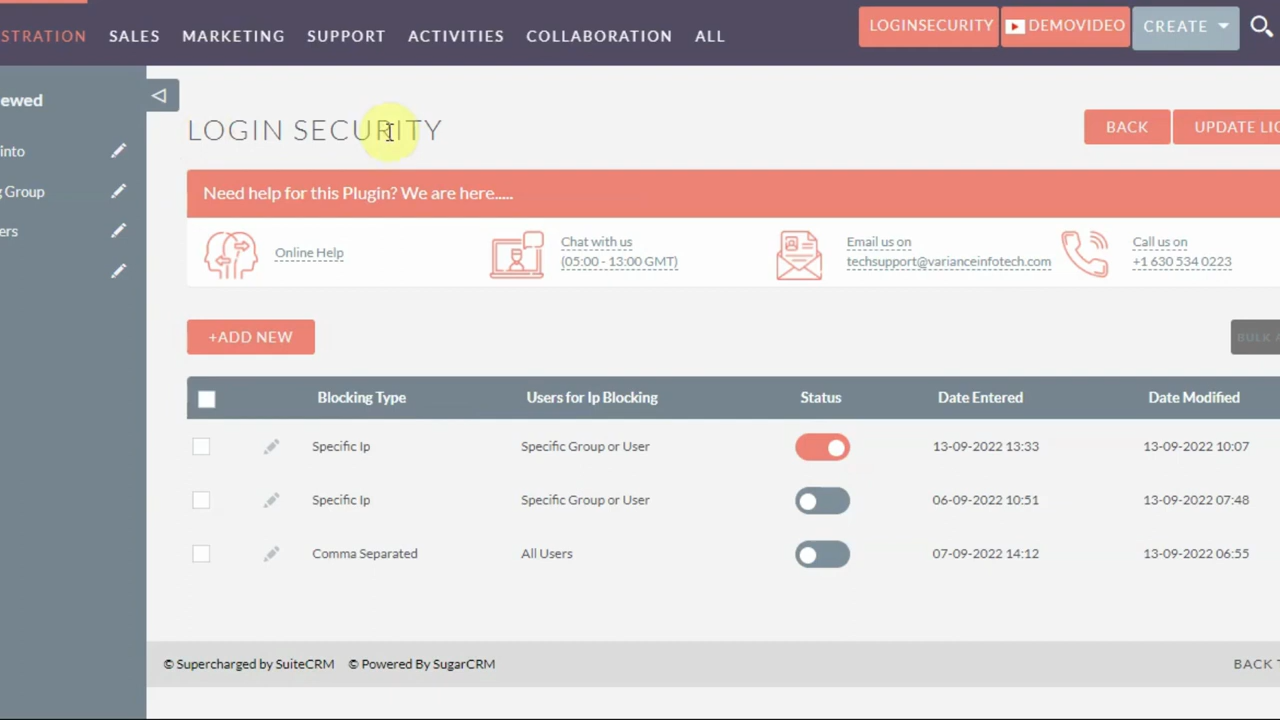 STRATION SALES MARKETING SUPPORT ACTIVITIES COLLABORATION ALL LOGINSECURITY DEMOVIDEO CREATE
ewed
into
g Group
ers
LOGIN SECURITY
BACK UPDATE LIC
Need help for this Plugin? We are here.....
Online Help
Chat with us
(05:00 - 13:00 GMT)
Email us on
techsupport@varianceinfotech.com
Call us on
+1 630 534 0223
+ADD NEW
BULK A
Blocking Type Users for Ip Blocking Status Date Entered Date Modified
Specific Ip Specific Group or User 13-09-2022 13:33 13-09-2022 10:07
Specific Ip Specific Group or User 06-09-2022 10:51 13-09-2022 07:48
Comma Separated All Users 07-09-2022 14:12 13-09-2022 06:55
© Supercharged by SuiteCRM © Powered By SugarCRM
BACK T